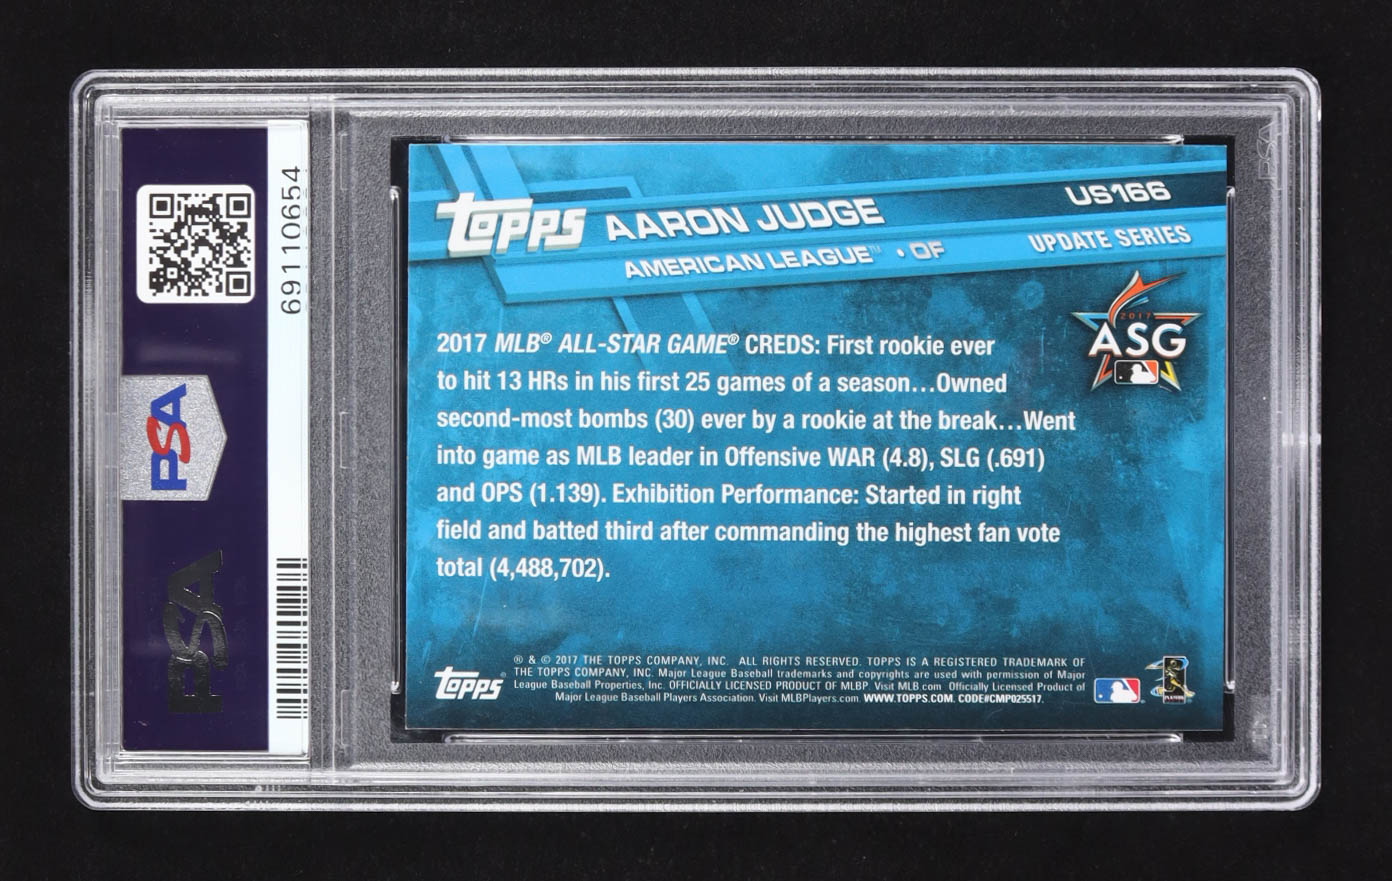 69110654
PSA
PSA
TOPPS
AARON JUDGE
US166
AMERICAN LEAGUE™ • OF
UPDATE SERIES
2017
ASG
2017 MLB® ALL-STAR GAME® CREDS: First rookie ever
to hit 13 HRs in his first 25 games of a season...Owned
second-most bombs (30) ever by a rookie at the break...Went
into game as MLB leader in Offensive WAR (4.8), SLG (.691)
and OPS (1.139). Exhibition Performance: Started in right
field and batted third after commanding the highest fan vote
total (4,488,702).
TOPPS®
® & © 2017 THE TOPPS COMPANY, INC. ALL RIGHTS RESERVED. TOPPS IS A REGISTERED TRADEMARK OF
THE TOPPS COMPANY, INC. Major League Baseball trademarks and copyrights are used with permission of Major
League Baseball Properties, Inc. OFFICIALLY LICENSED PRODUCT OF MLBP. Visit MLB.com Officially Licensed Product of
Major League Baseball Players Association. Visit MLBPlayers.com. WWW.TOPPS.COM. CODE#CMP025517.